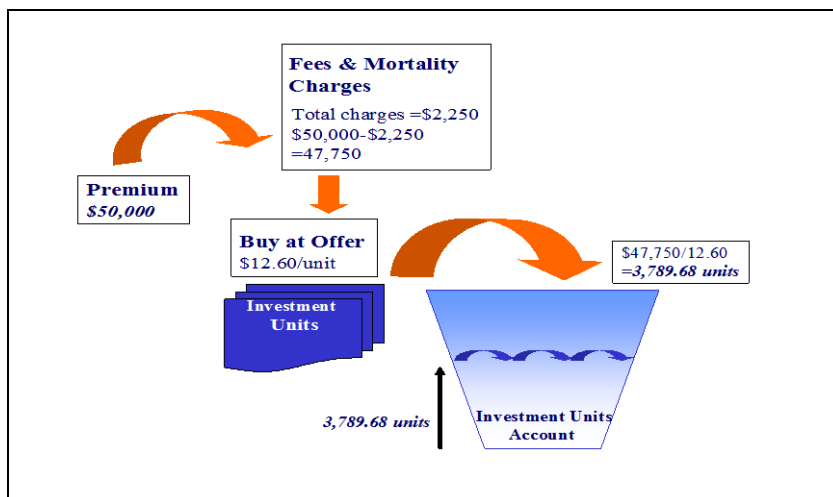 Fees & Mortality
Charges
Total charges =$2,250
$50,000-$2,250
=47,750
Premium
$50,000
Buy at Offer
$12.60/unit
$47,750/12.60
=3,789.68 units
Investment
Units
3,789.68 units
Investment Units
Account